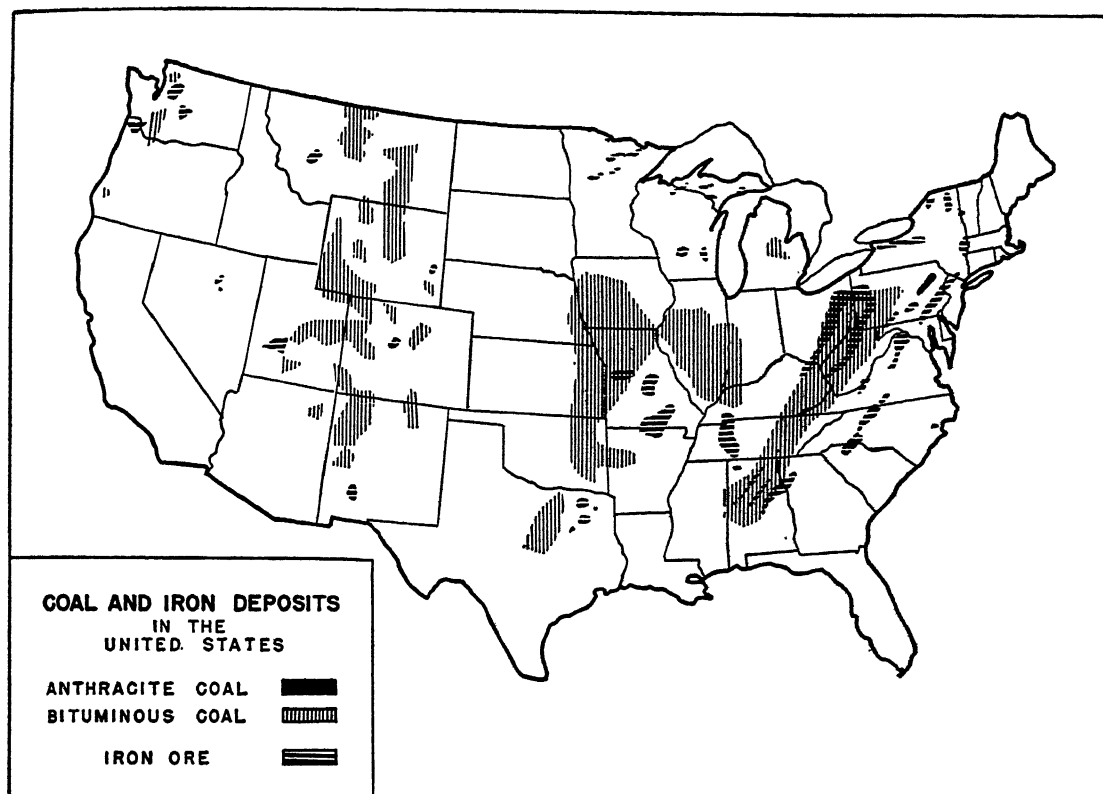 COAL AND IRON DEPOSITS
IN THE
UNITED. STATES
ANTHRACITE COAL
BITUMINOUS COAL
IRON ORE